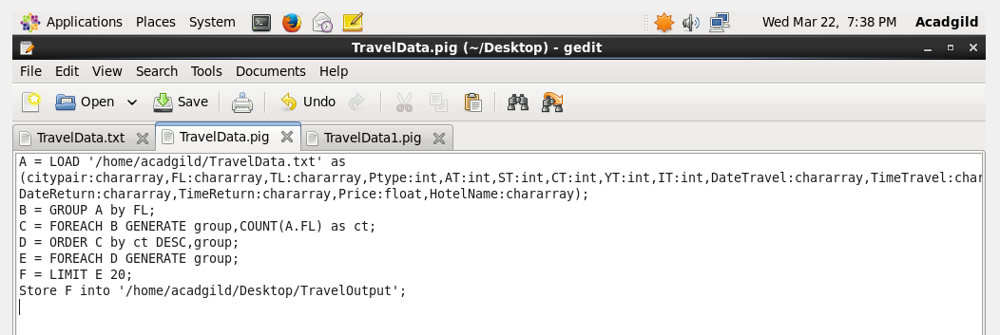 Applications Places System Wed Mar 22, 7:38 PM Acadgild
TravelData.pig (~/Desktop) - gedit
File Edit View Search Tools Documents Help
Open Save Undo
TravelData.txt TravelData.pig TravelData1.pig
A = LOAD '/home/acadgild/TravelData.txt' as
(citypair:chararray,FL:chararray,TL:chararray,Ptype:int,AT:int,ST:int,CT:int,YT:int,IT:int,DateTravel:chararray,TimeTravel:char
DateReturn:chararray,TimeReturn:chararray,Price:float,HotelName:chararray);
B = GROUP A by FL;
C = FOREACH B GENERATE group,COUNT(A.FL) as ct;
D = ORDER C by ct DESC,group;
E = FOREACH D GENERATE group;
F = LIMIT E 20;
Store F into '/home/acadgild/Desktop/TravelOutput';